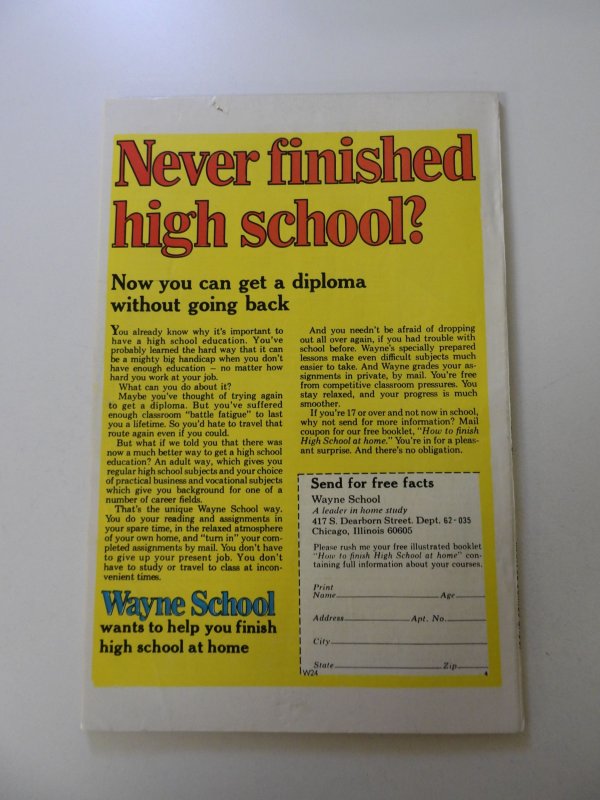 Never finished
high school?
Now you can get a diploma
without going back
You already know why it's important to
have a high school education. You've
probably learned the hard way that it can
be a mighty big handicap when you don't
have enough education — no matter how
hard you work at your job.
What can you do about it?
Maybe you've thought of trying again
to get a diploma. But you've suffered
enough classroom "battle fatigue" to last
you a lifetime. So you'd hate to travel that
route again even if you could.
But what if we told you that there was
now a much better way to get a high school
education? An adult way, which gives you
regular high school subjects and your choice
of practical business and vocational subjects
which give you background for one of a
number of career fields.
That's the unique Wayne School way.
You do your reading and assignments in
your spare time, in the relaxed atmosphere
of your own home, and "turn in" your com-
pleted assignments by mail. You don't have
to give up your present job. You don't
have to study or travel to class at incon-
venient times.
Wayne School
wants to help you finish
high school at home
And you needn't be afraid of dropping
out all over again, if you had trouble with
school before. Wayne's specially prepared
lessons make even difficult subjects much
easier to take. And Wayne grades your as-
signments in private, by mail. You're free
from competitive classroom pressures. You
stay relaxed, and your progress is much
smoother.
If you're 17 or over and not now in school,
why not send for more information? Mail
coupon for our free booklet, "How to finish
High School at home." You're in for a pleas-
ant surprise. And there's no obligation.
Send for free facts
Wayne School
A leader in home study
417 S. Dearborn Street. Dept. 62-035
Chicago, Illinois 60605
Please rush me your free illustrated booklet
"How to finish High School at home" con-
taining full information about your courses.
Print
Name Age
Address Apt. No.
City
State Zip
W24 4